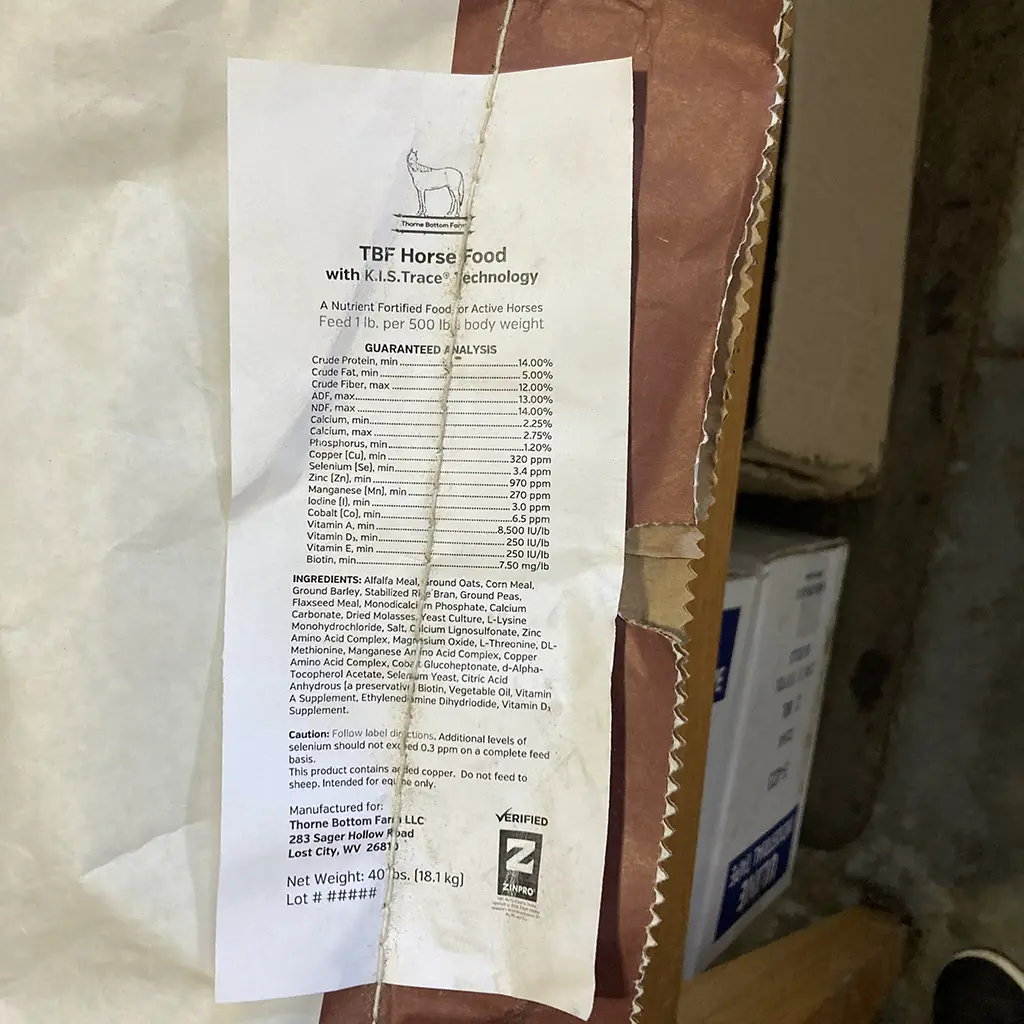 Thorne Bottom Farm
TBF Horse Food
with K.I.S.Trace® Technology
A Nutrient Fortified Food for Active Horses
Feed 1 lb. per 500 lbs body weight
GUARANTEED ANALYSIS
Crude Protein, min 14.00%
Crude Fat, min 5.00%
Crude Fiber, max 12.00%
ADF, max 13.00%
NDF, max 14.00%
Calcium, min 2.25%
Calcium, max 2.75%
Phosphorus, min 1.20%
Copper [Cu], min 320 ppm
Selenium [Se], min 3.4 ppm
Zinc [Zn], min 970 ppm
Manganese [Mn], min 270 ppm
Iodine [I], min 3.0 ppm
Cobalt [Co], min 6.5 ppm
Vitamin A, min 8,500 IU/lb
Vitamin D₃, min 250 IU/lb
Vitamin E, min 250 IU/lb
Biotin, min 7.50 mg/lb
INGREDIENTS: Alfalfa Meal, Ground Oats, Corn Meal,
Ground Barley, Stabilized Rice Bran, Ground Peas,
Flaxseed Meal, Monodicalcium Phosphate, Calcium
Carbonate, Dried Molasses, Yeast Culture, L-Lysine
Monohydrochloride, Salt, Calcium Lignosulfonate, Zinc
Amino Acid Complex, Magnesium Oxide, L-Threonine, DL-
Methionine, Manganese Amino Acid Complex, Copper
Amino Acid Complex, Cobalt Glucoheptonate, d-Alpha-
Tocopherol Acetate, Selenium Yeast, Citric Acid
Anhydrous [a preservative] Biotin, Vegetable Oil, Vitamin
A Supplement, Ethylenediamine Dihydriodide, Vitamin D₃
Supplement.
Caution: Follow label directions. Additional levels of
selenium should not exceed 0.3 ppm on a complete feed
basis.
This product contains added copper. Do not feed to
sheep. Intended for equine only.
Manufactured for:
Thorne Bottom Farm LLC
283 Sager Hollow Road
Lost City, WV 26810
Net Weight: 40 lbs. [18.1 kg]
Lot # #####
VERIFIED
Z
ZINPRO®